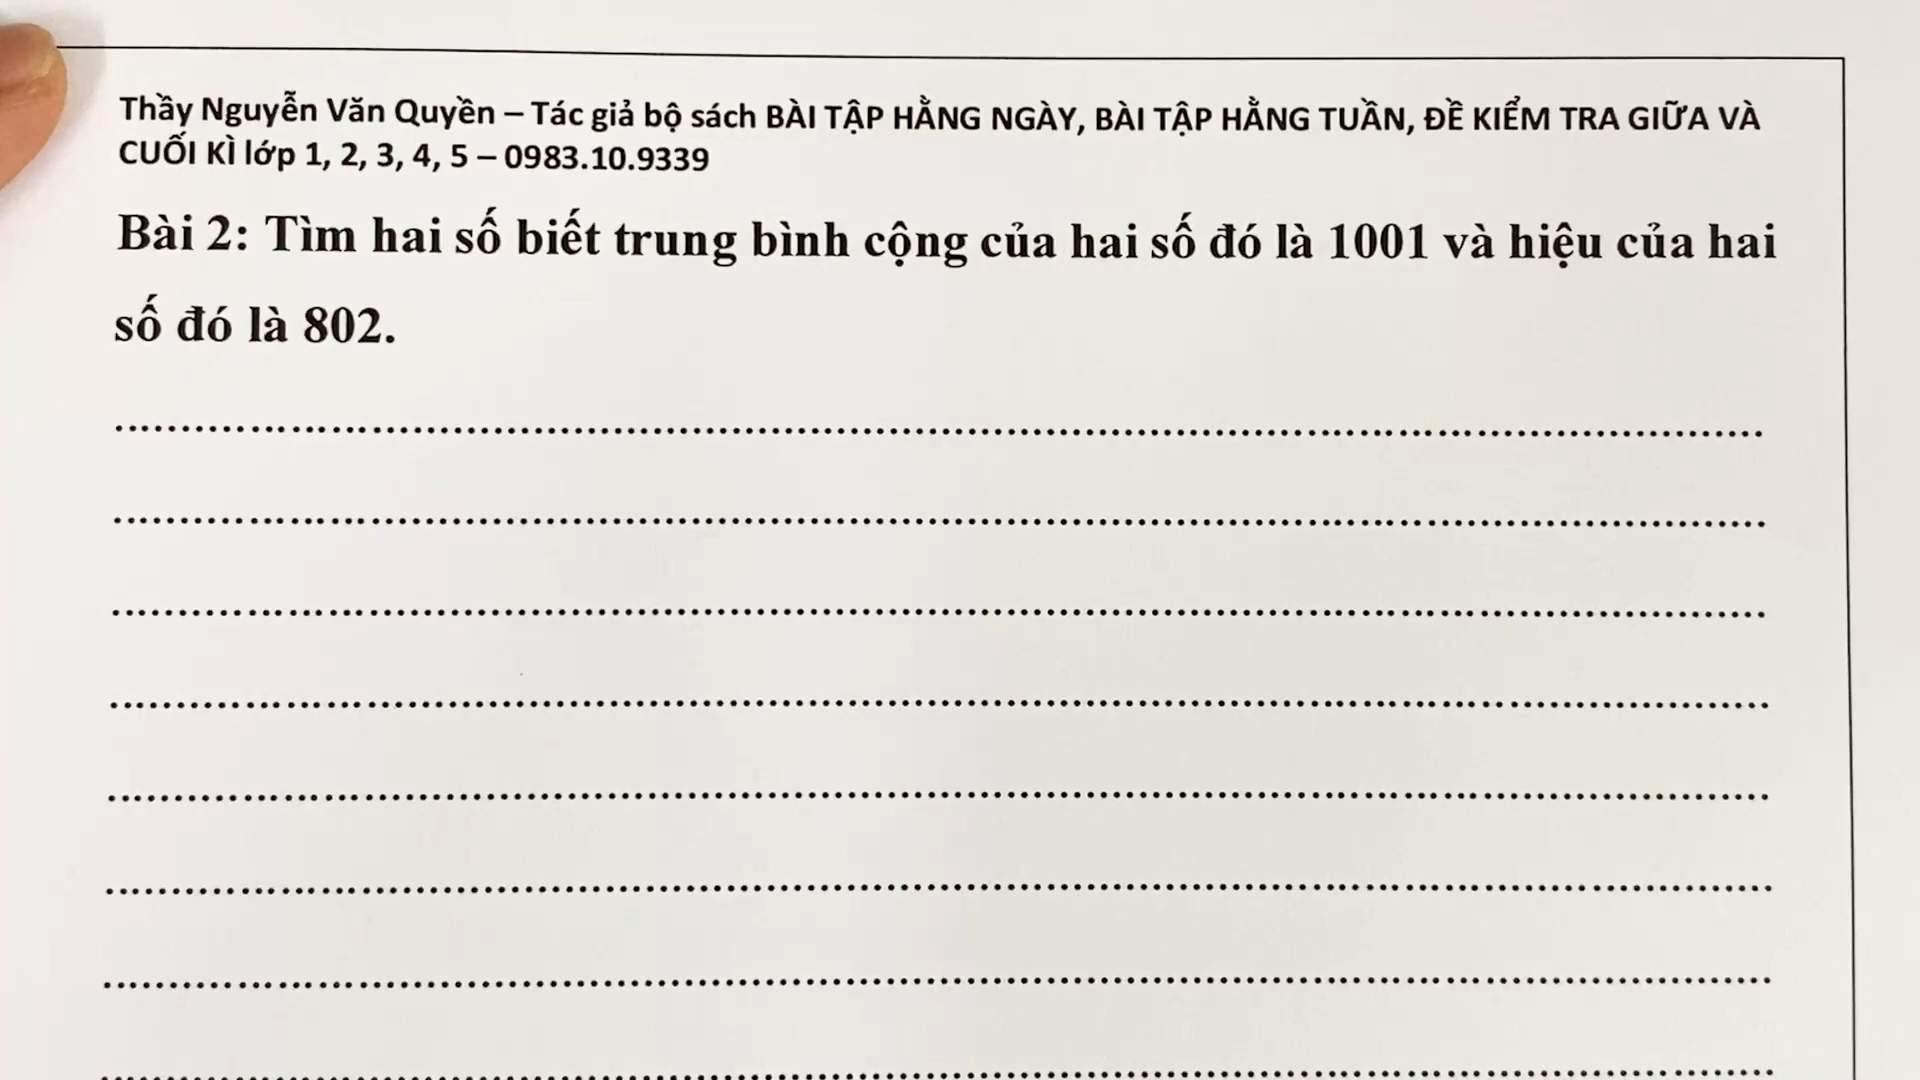 Thầy Nguyễn Văn Quyền – Tác giả bộ sách BÀI TẬP HẰNG NGÀY, BÀI TẬP HẰNG TUẦN, ĐỀ KIỂM TRA GIỮA VÀ
CUỐI KÌ lớp 1, 2, 3, 4, 5 – 0983.10.9339
Bài 2: Tìm hai số biết trung bình cộng của hai số đó là 1001 và hiệu của hai
số đó là 802.